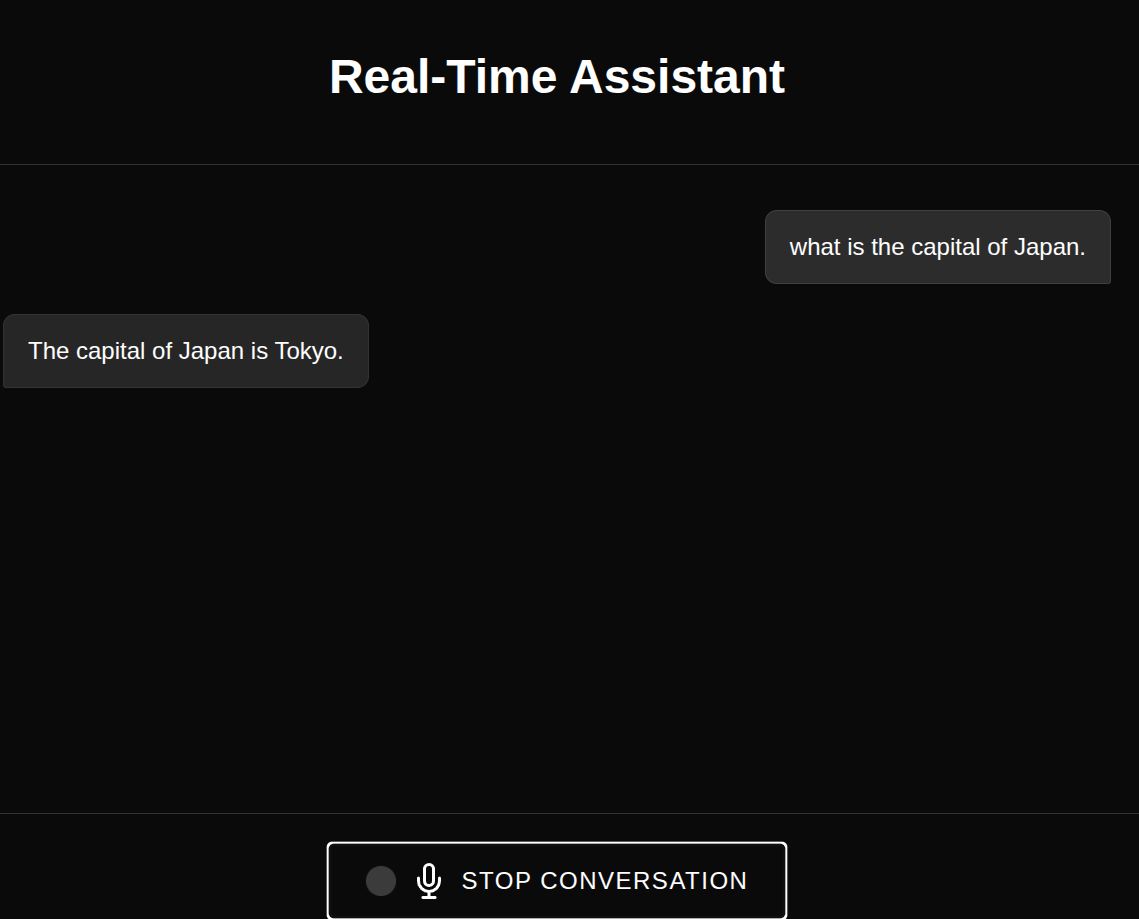 Real-Time Assistant
what is the capital of Japan.
The capital of Japan is Tokyo.
STOP CONVERSATION